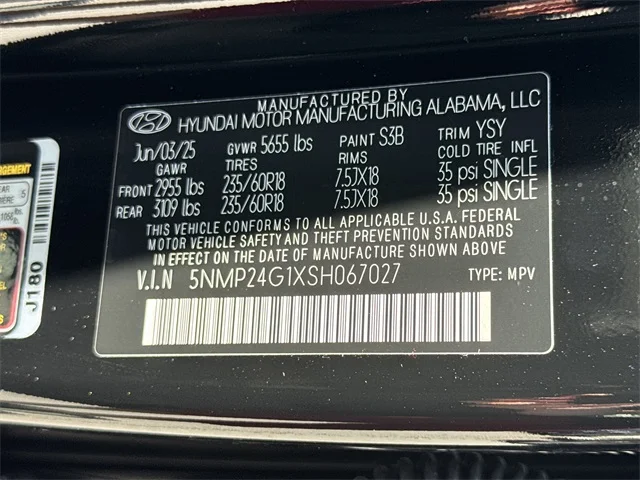 MANUFACTURED BY
HYUNDAI MOTOR MANUFACTURING ALABAMA, LLC
Jun/03/25 GVWR 5655 lbs PAINT S3B TRIM YSY
GAWR TIRES RIMS COLD TIRE INFL
FRONT 2955 lbs 235/60R18 7.5JX18 35 psi SINGLE
REAR 3109 lbs 235/60R18 7.5JX18 35 psi SINGLE
THIS VEHICLE CONFORMS TO ALL APPLICABLE U.S.A. FEDERAL
MOTOR VEHICLE SAFETY AND THEFT PREVENTION STANDARDS
IN EFFECT ON THE DATE OF MANUFACTURE SHOWN ABOVE.
V.I.N 5NMP24G1XSH067027 TYPE: MPV
J180